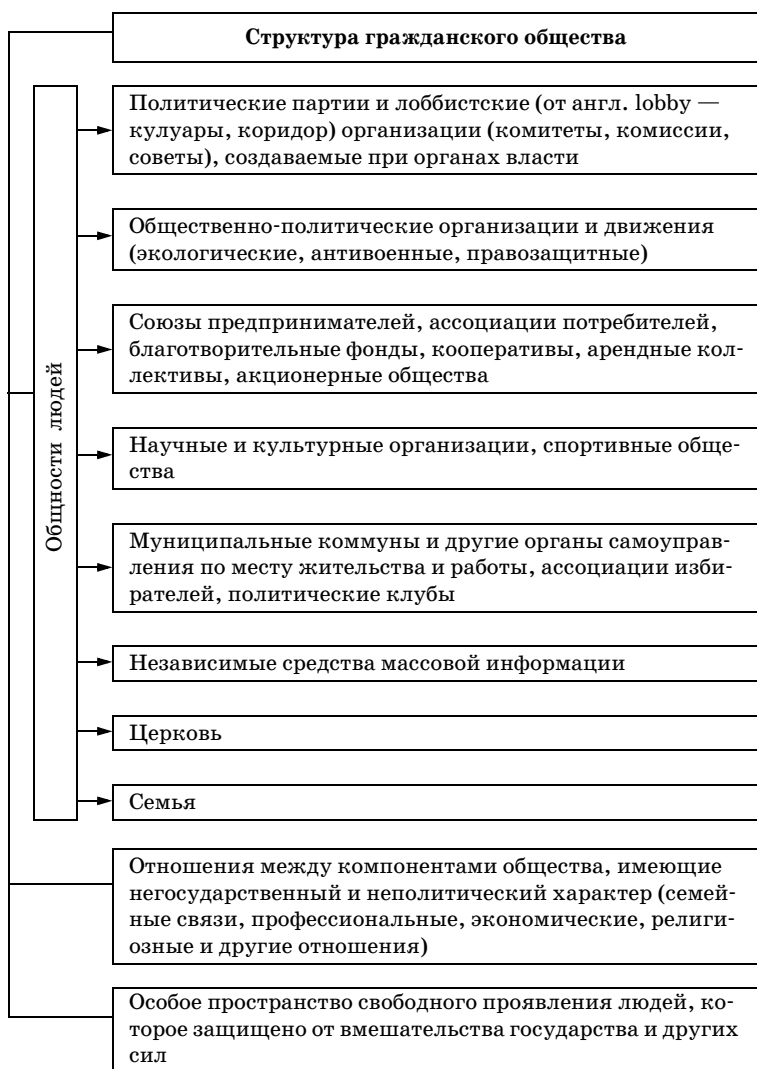 Структура гражданского общества
Общности людей
Политические партии и лоббистские (от англ. lobby —
кулуары, коридор) организации (комитеты, комиссии,
советы), создаваемые при органах власти
Общественно-политические организации и движения
(экологические, антивоенные, правозащитные)
Союзы предпринимателей, ассоциации потребителей,
благотворительные фонды, кооперативы, арендные кол-
лективы, акционерные общества
Научные и культурные организации, спортивные обще-
ства
Муниципальные коммуны и другие органы самоуправ-
ления по месту жительства и работы, ассоциации изби-
рателей, политические клубы
Независимые средства массовой информации
Церковь
Семья
Отношения между компонентами общества, имеющие
негосударственный и неполитический характер (семей-
ные связи, профессиональные, экономические, религи-
озные и другие отношения)
Особое пространство свободного проявления людей, ко-
торое защищено от вмешательства государства и других
сил